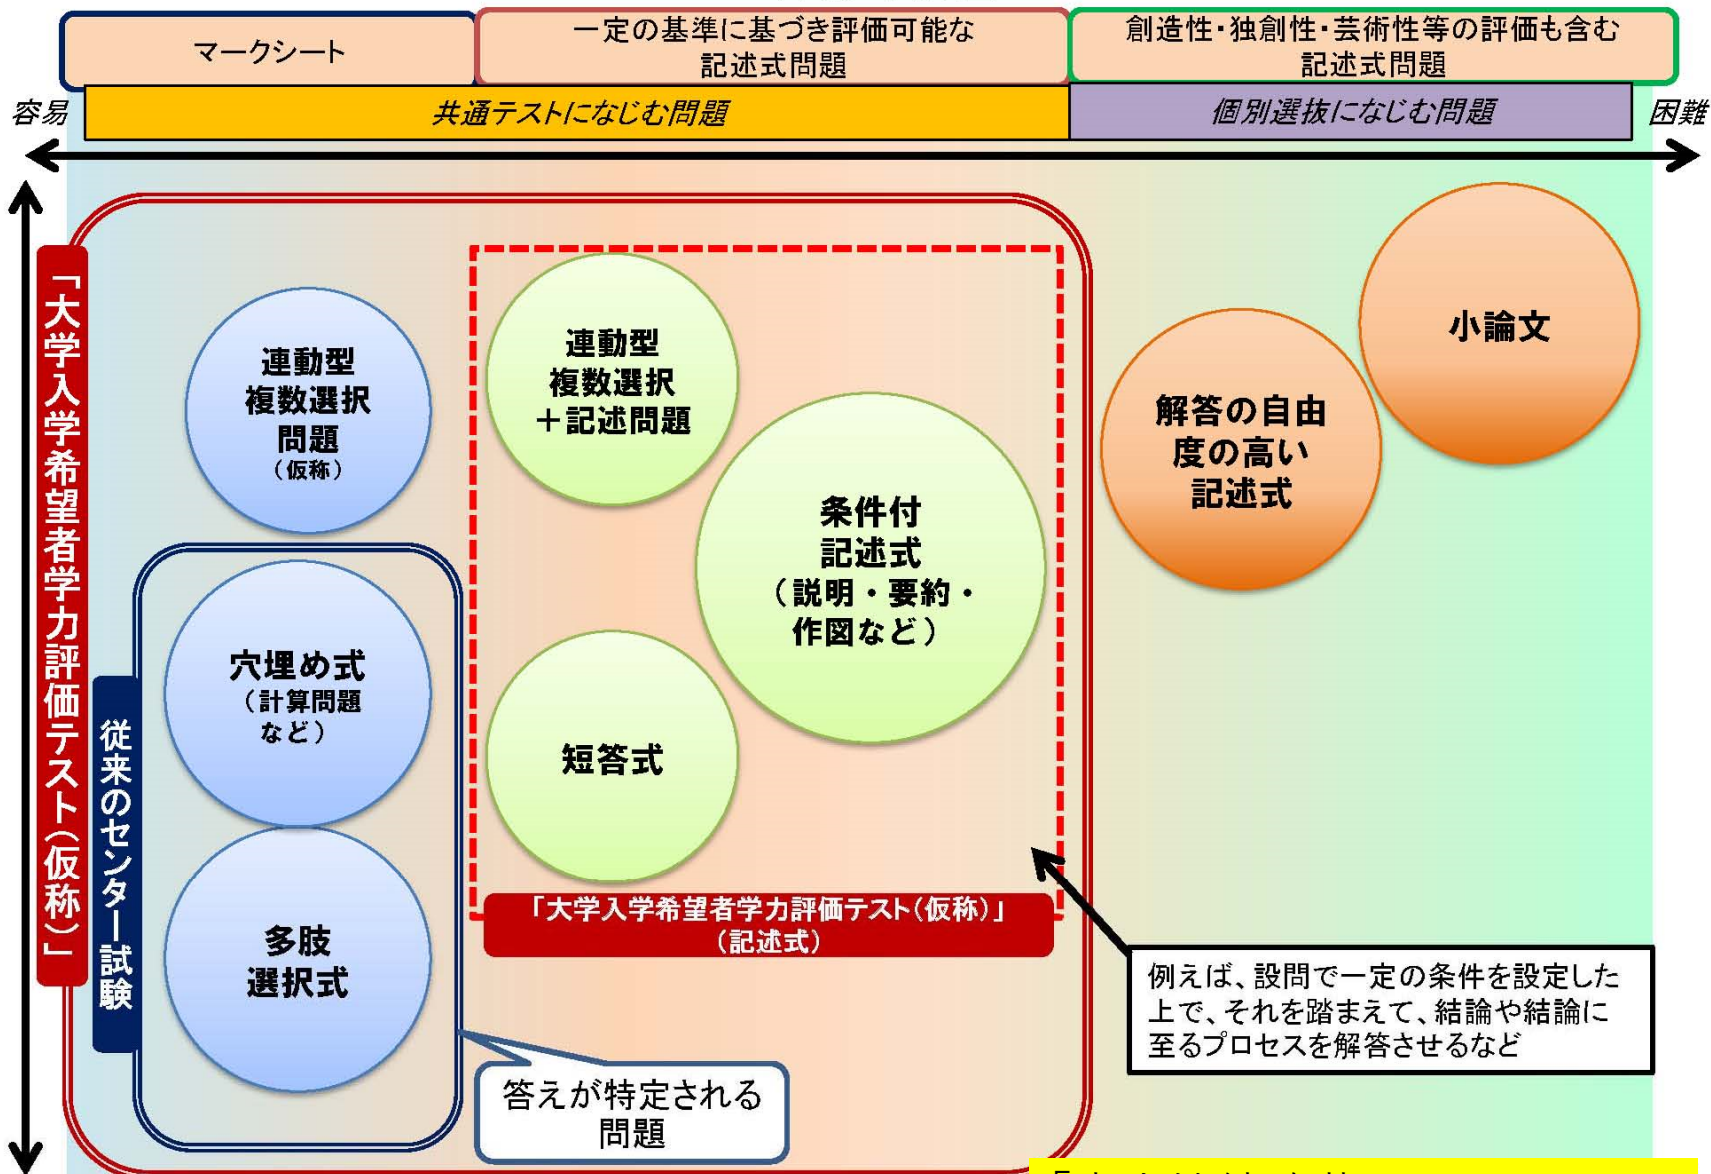 マークシート
一定の基準に基づき評価可能な
記述式問題
創造性・独創性・芸術性等の評価も含む
記述式問題
容易
共通テストになじむ問題
個別選抜になじむ問題
困難
「大学入学希望者学力評価テスト（仮称）」
連動型
複数選択
問題
（仮称）
連動型
複数選択
＋記述問題
条件付
記述式
（説明・要約・
作図など）
解答の自由
度の高い
記述式
小論文
従来のセンター試験
穴埋め式
（計算問題
など）
短答式
多肢
選択式
「大学入学希望者学力評価テスト（仮称）」
（記述式）
例えば、設問で一定の条件を設定した
上で、それを踏まえて、結論や結論に
至るプロセスを解答させるなど
答えが特定される
問題